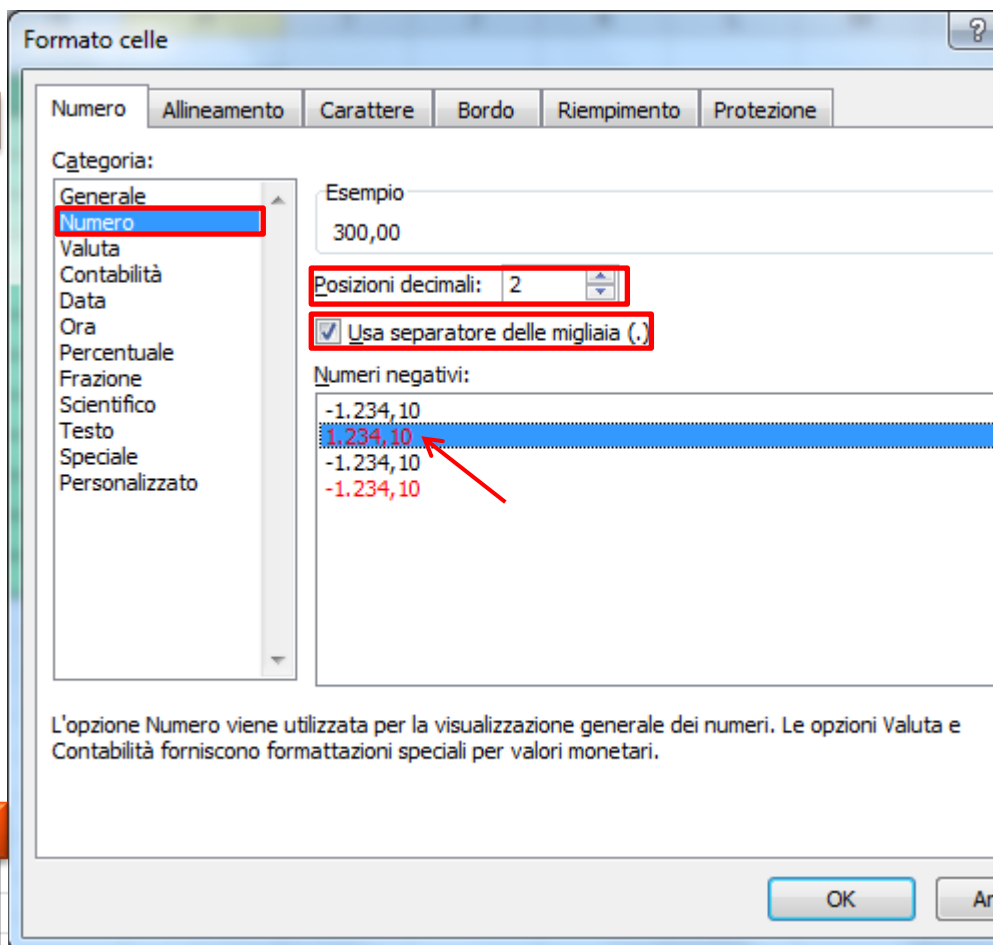 Formato celle
Numero Allineamento Carattere Bordo Riempimento Protezione
Categoria:
Generale
Numero
Valuta
Contabilità
Data
Ora
Percentuale
Frazione
Scientifico
Testo
Speciale
Personalizzato
Esempio
300,00
Posizioni decimali: 2
Usa separatore delle migliaia (.)
Numeri negativi:
-1.234,10
1.234,10
-1.234,10
-1.234,10
L'opzione Numero viene utilizzata per la visualizzazione generale dei numeri. Le opzioni Valuta e
Contabilità forniscono formattazioni speciali per valori monetari.
OK